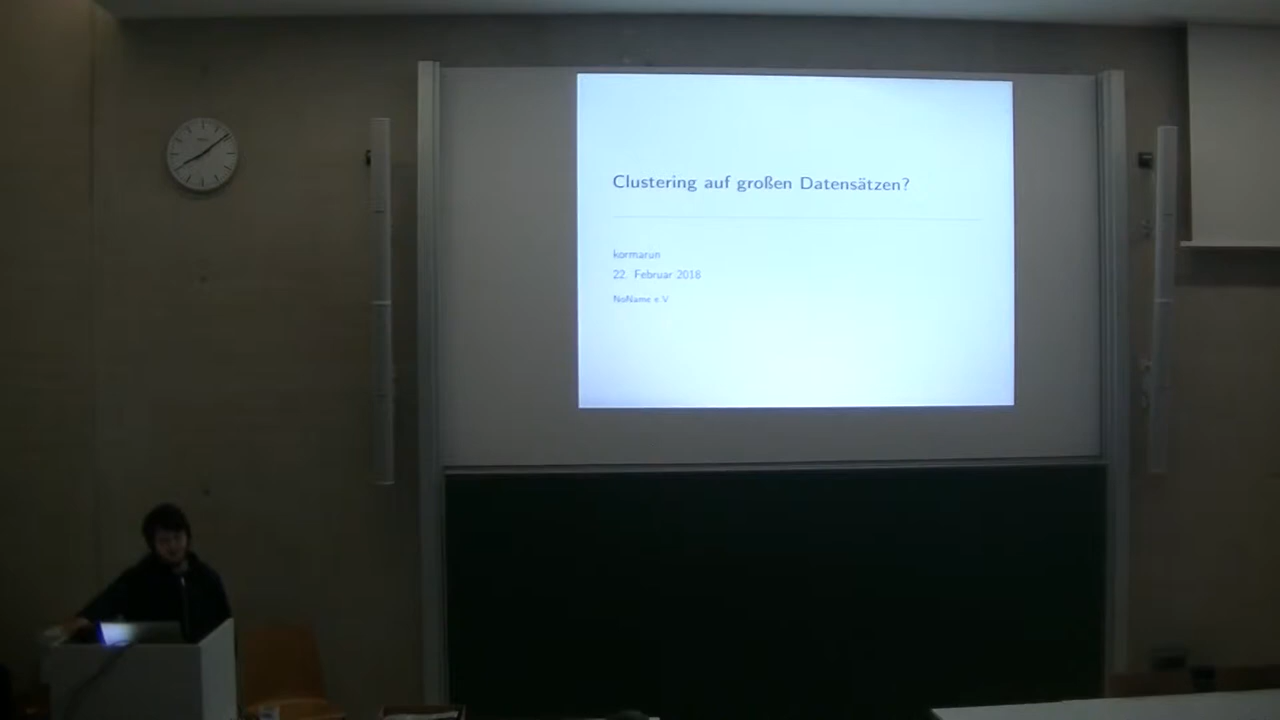 Clustering auf großen Datensätzen?
kormarun
22. Februar 2018
NoName e.V